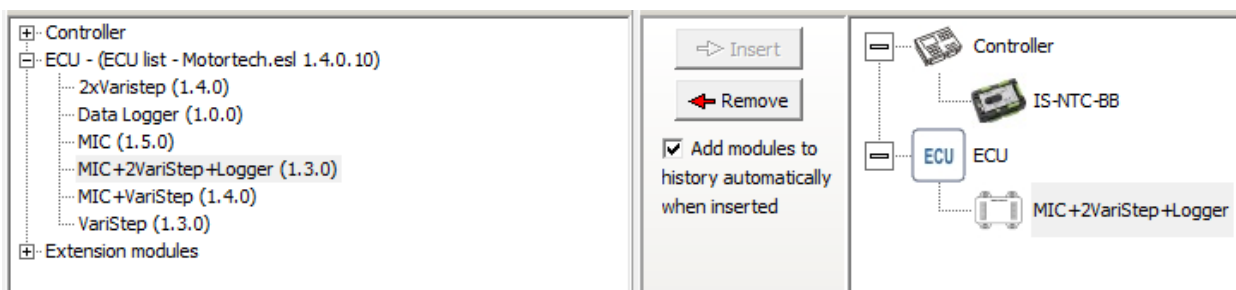 Controller
ECU - (ECU list - Motortech.esl 1.4.0.10)
2xVaristep (1.4.0)
Data Logger (1.0.0)
MIC (1.5.0)
MIC+2VariStep+Logger (1.3.0)
MIC+VariStep (1.4.0)
VariStep (1.3.0)
Extension modules
Insert
Remove
Add modules to
history automatically
when inserted
Controller
IS-NTC-BB
ECU ECU
MIC+2VariStep+Logger